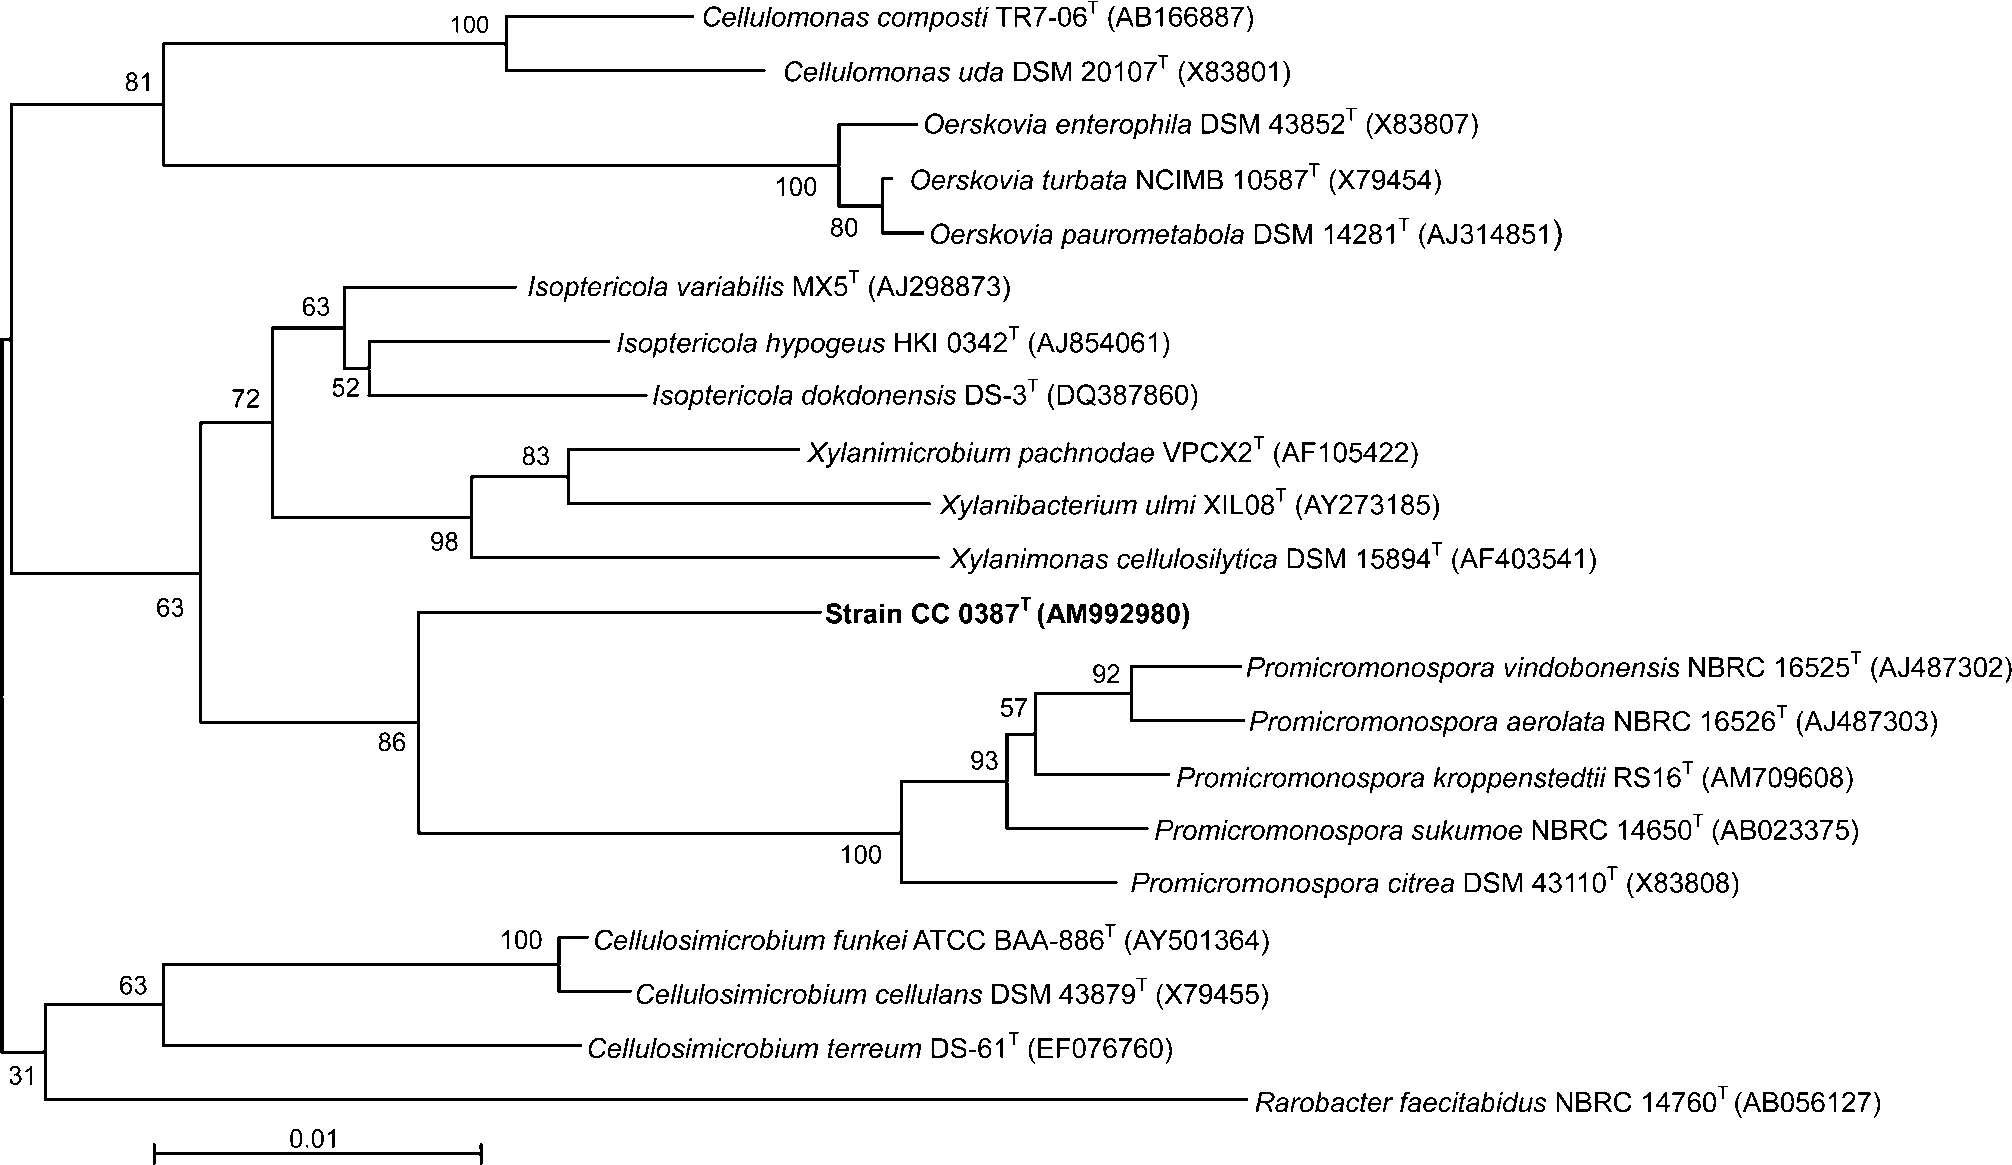 100 Cellulomonas composti TR7-06T (AB166887)
81 Cellulomonas uda DSM 20107T (X83801)
Oerskovia enterophila DSM 43852T (X83807)
100 Oerskovia turbata NCIMB 10587T (X79454)
80 Oerskovia paurometabola DSM 14281T (AJ314851)
63 Isoptericola variabilis MX5T (AJ298873)
Isoptericola hypogeus HKI 0342T (AJ854061)
72 52 Isoptericola dokdonensis DS-3T (DQ387860)
83 Xylanimicrobium pachnodae VPCX2T (AF105422)
Xylanibacterium ulmi XIL08T (AY273185)
98 Xylanimonas cellulosilytica DSM 15894T (AF403541)
63 Strain CC 0387T (AM992980)
92 Promicromonospora vindobonensis NBRC 16525T (AJ487302)
57 Promicromonospora aerolata NBRC 16526T (AJ487303)
86
93 Promicromonospora kroppenstedtii RS16T (AM709608)
Promicromonospora sukumoe NBRC 14650T (AB023375)
100 Promicromonospora citrea DSM 43110T (X83808)
100 Cellulosimicrobium funkei ATCC BAA-886T (AY501364)
63 Cellulosimicrobium cellulans DSM 43879T (X79455)
Cellulosimicrobium terreum DS-61T (EF076760)
31 Rarobacter faecitabidus NBRC 14760T (AB056127)
0.01